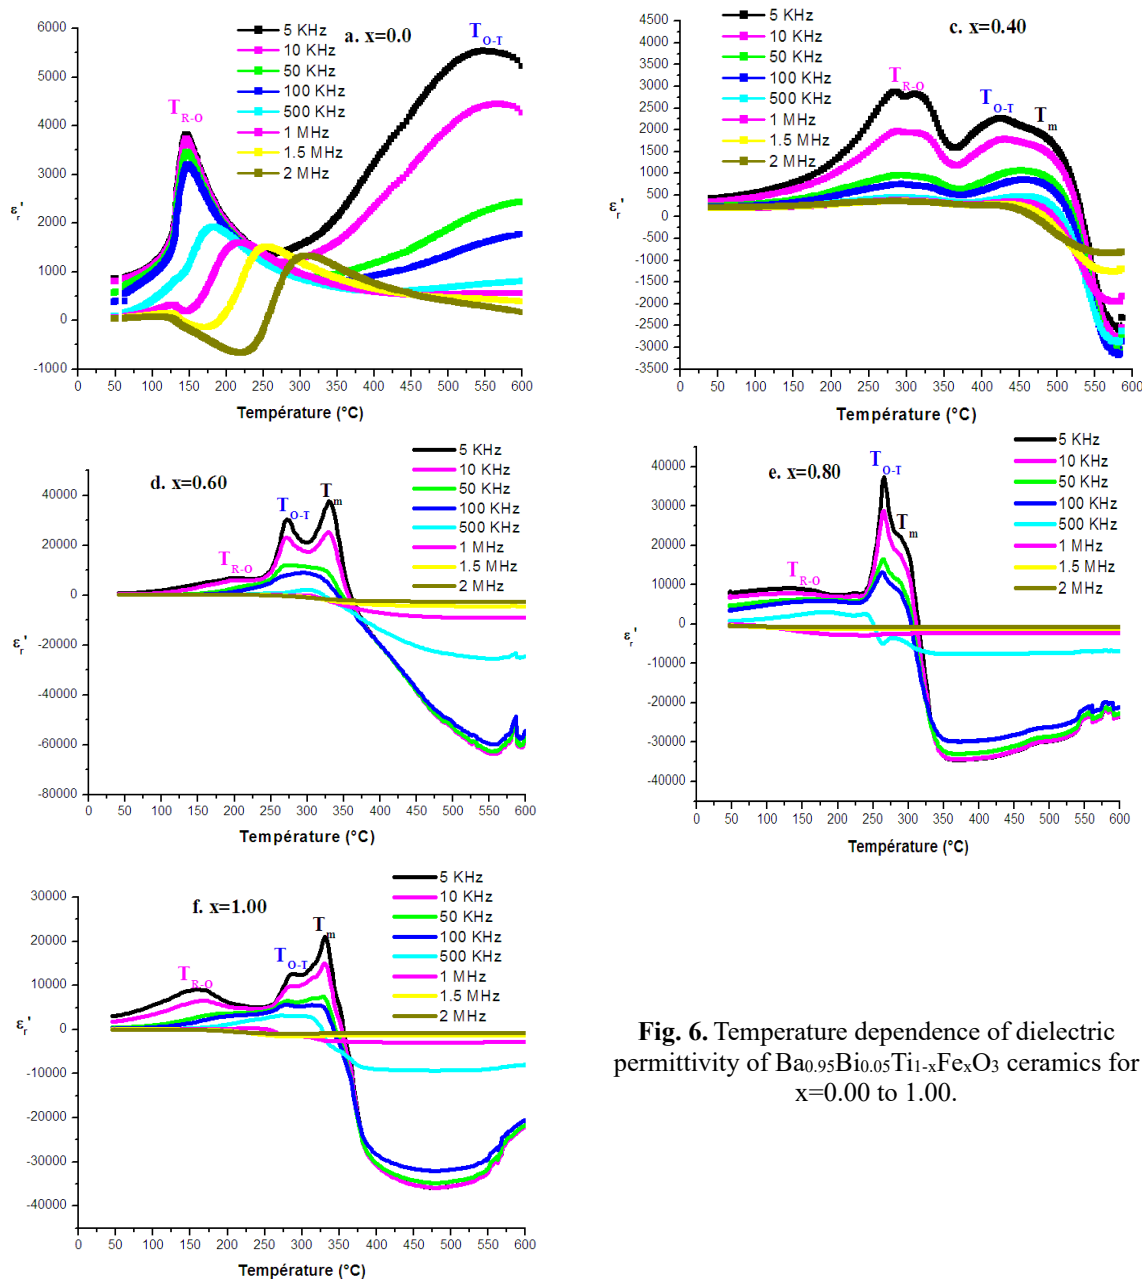 a. x=0.0
5 KHz
10 KHz
50 KHz
100 KHz
500 KHz
1 MHz
1.5 MHz
2 MHz
T_R-O
T_O-T
6000
5000
4000
3000
2000
1000
0
-1000
ε_r'
0 50 100 150 200 250 300 350 400 450 500 550 600
Température (°C)
c. x=0.40
5 KHz
10 KHz
50 KHz
100 KHz
500 KHz
1 MHz
1.5 MHz
2 MHz
T_R-O
T_O-T
T_m
4500
4000
3500
3000
2500
2000
1500
1000
500
0
-500
-1000
-1500
-2000
-2500
-3000
-3500
ε_r'
0 50 100 150 200 250 300 350 400 450 500 550 600
Température (°C)
d. x=0.60
5 KHz
10 KHz
50 KHz
100 KHz
500 KHz
1 MHz
1.5 MHz
2 MHz
T_R-O
T_O-T
T_m
40000
20000
0
-20000
-40000
-60000
-80000
ε_r'
0 50 100 150 200 250 300 350 400 450 500 550 600
Température (°C)
e. x=0.80
5 KHz
10 KHz
50 KHz
100 KHz
500 KHz
1 MHz
1.5 MHz
2 MHz
T_R-O
T_O-T
T_m
40000
30000
20000
10000
0
-10000
-20000
-30000
-40000
ε_r'
0 50 100 150 200 250 300 350 400 450 500 550 600
Température (°C)
f. x=1.00
5 KHz
10 KHz
50 KHz
100 KHz
500 KHz
1 MHz
1.5 MHz
2 MHz
T_R-O
T_O-T
T_m
30000
20000
10000
0
-10000
-20000
-30000
-40000
ε_r'
0 50 100 150 200 250 300 350 400 450 500 550 600
Température (°C)
Fig. 6. Temperature dependence of dielectric
permittivity of Ba₀.₉₅Bi₀.₀₅Ti₁₋ₓFeₓO₃ ceramics for
x=0.00 to 1.00.